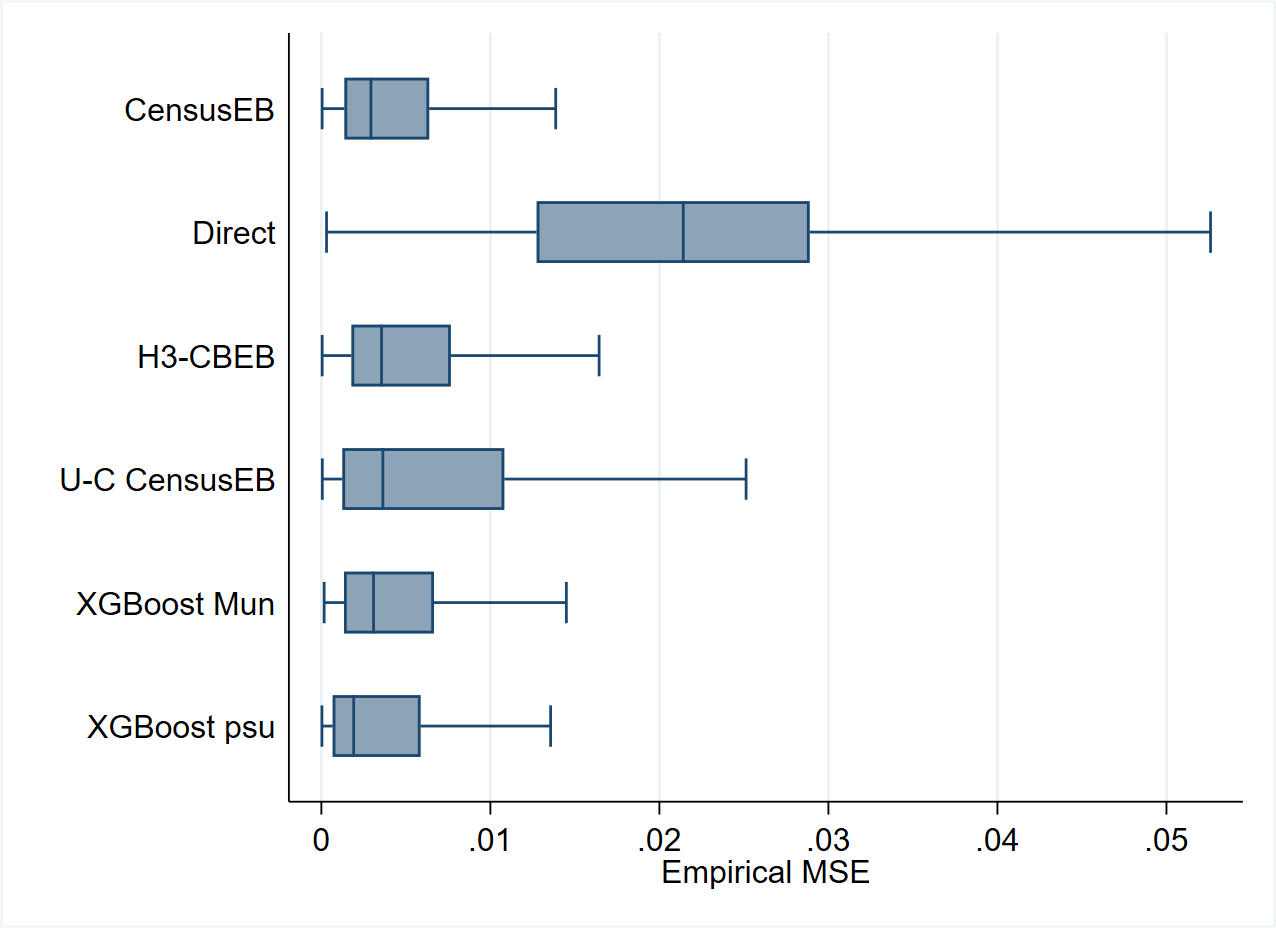 CensusEB
Direct
H3-CBEB
U-C CensusEB
XGBoost Mun
XGBoost psu
0 .01 .02 .03 .04 .05
Empirical MSE